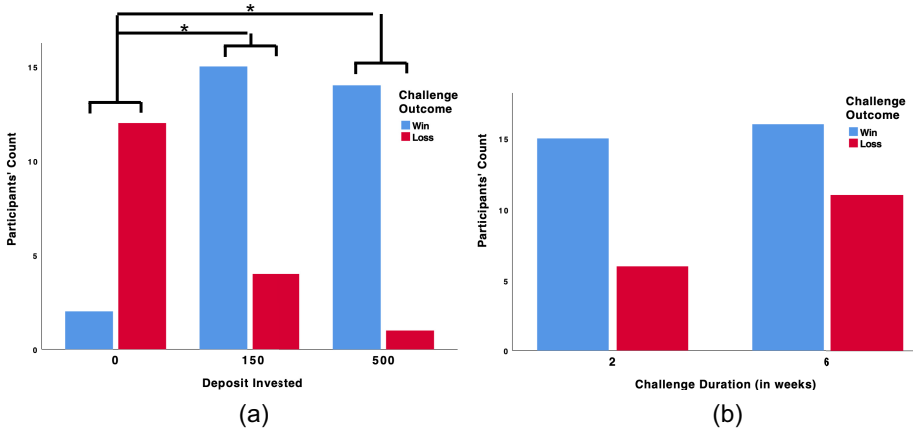 *
*
15
10
5
0
Participants' Count
Challenge
Outcome
Win
Loss
0
150
500
Deposit Invested
(a)
15
10
5
0
Participants' Count
Challenge
Outcome
Win
Loss
2
6
Challenge Duration (in weeks)
(b)